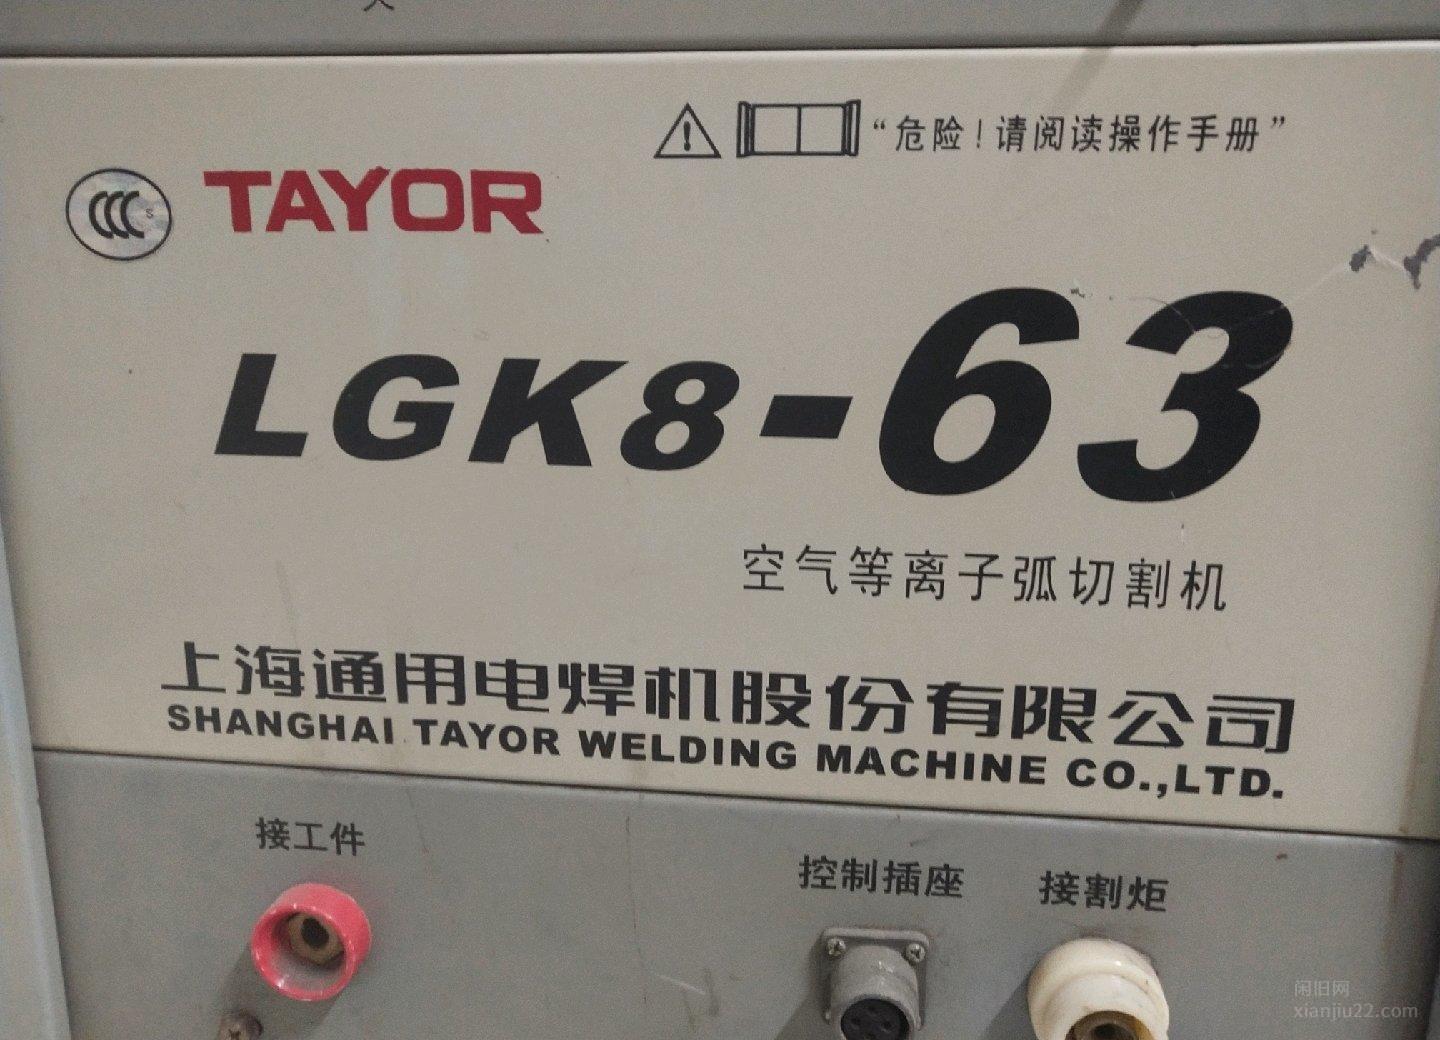 “危险！请阅读操作手册”
CCC S
TAYOR
LGK8-63
空气等离子弧切割机
上海通用电焊机股份有限公司
SHANGHAI TAYOR WELDING MACHINE CO.,LTD.
接工件
控制插座
接割炬
闲旧网
xianjiu22.com